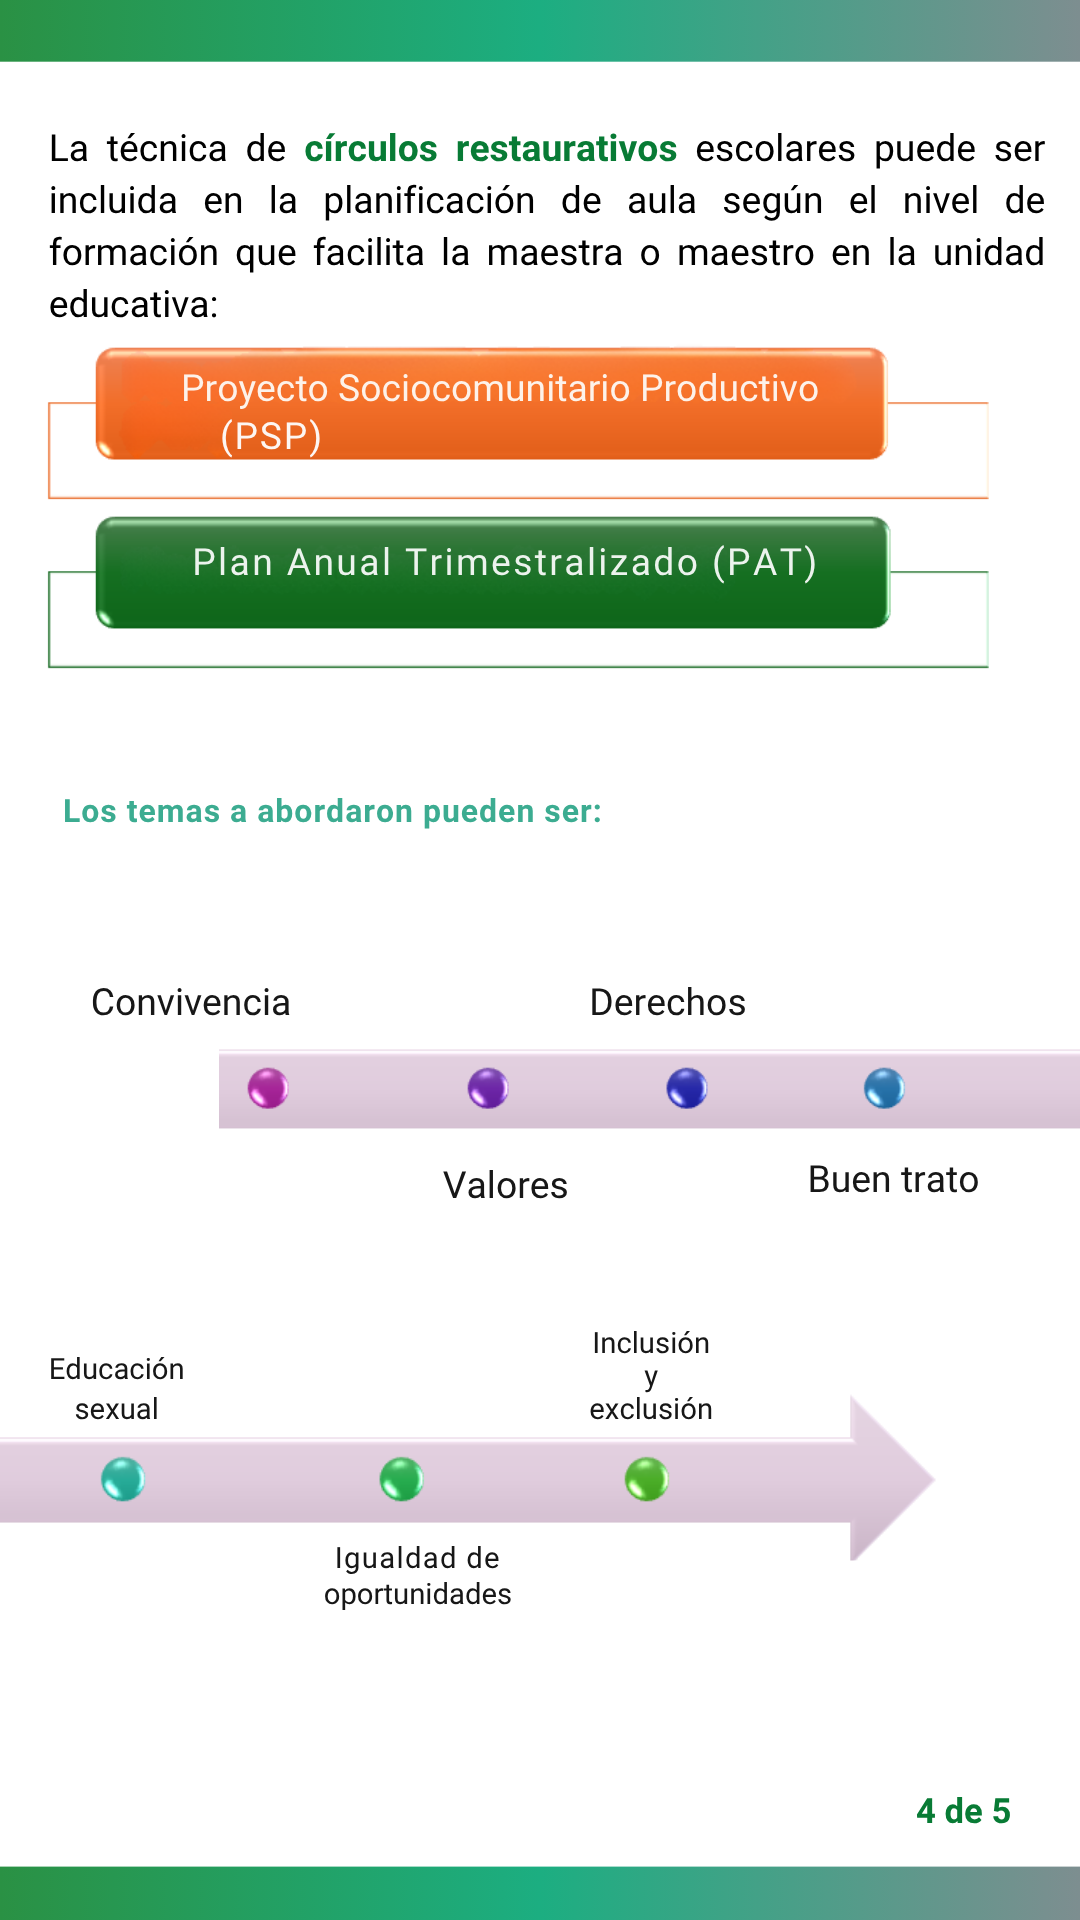 La técnica de círculos restaurativos escolares puede ser
incluida en la planificación de aula según el nivel de
formación que facilita la maestra o maestro en la unidad
educativa:
Proyecto Sociocomunitario Productivo
(PSP)
Plan Anual Trimestralizado (PAT)
Los temas a abordaron pueden ser:
Convivencia
Derechos
Valores
Buen trato
Educación
sexual
Inclusión
y
exclusión
Igualdad de
oportunidades
4 de 5